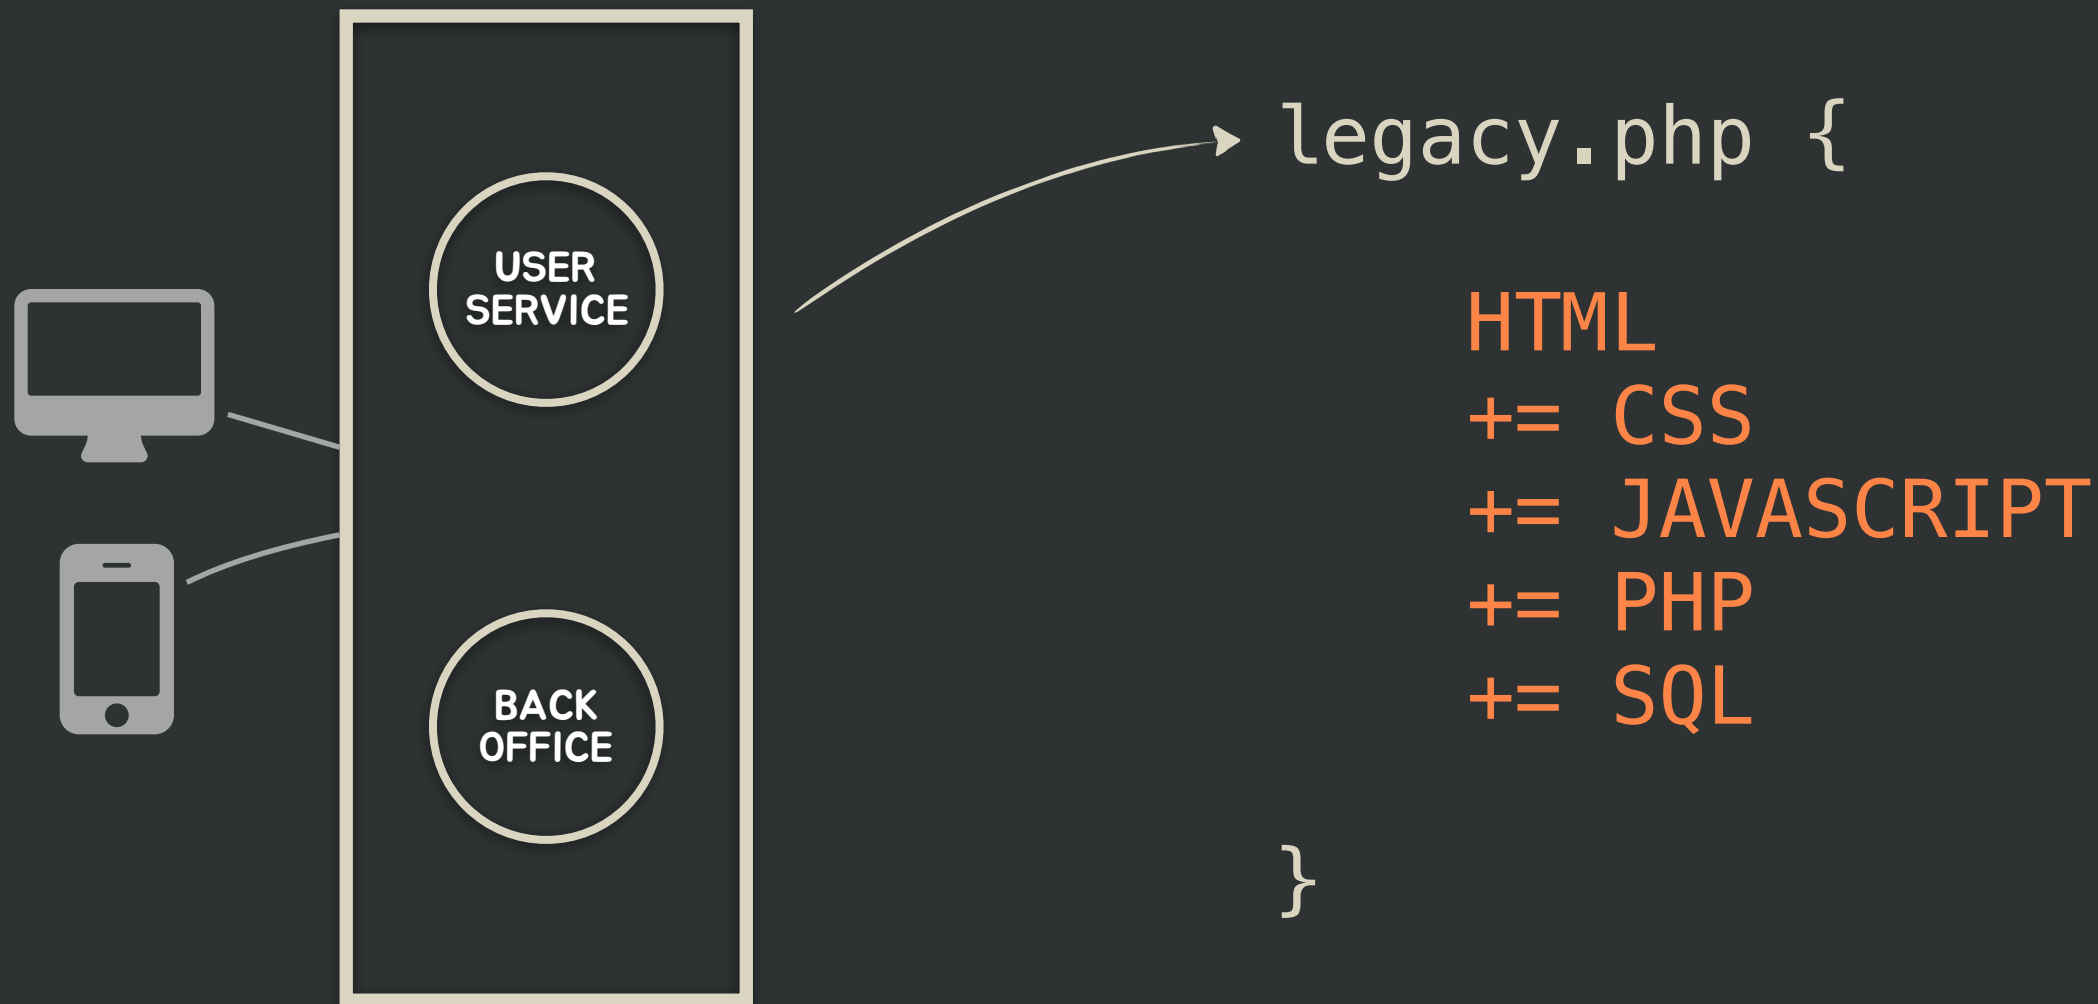 USER
SERVICE
BACK
OFFICE
legacy.php {
HTML
+= CSS
+= JAVASCRIPT
+= PHP
+= SQL
}